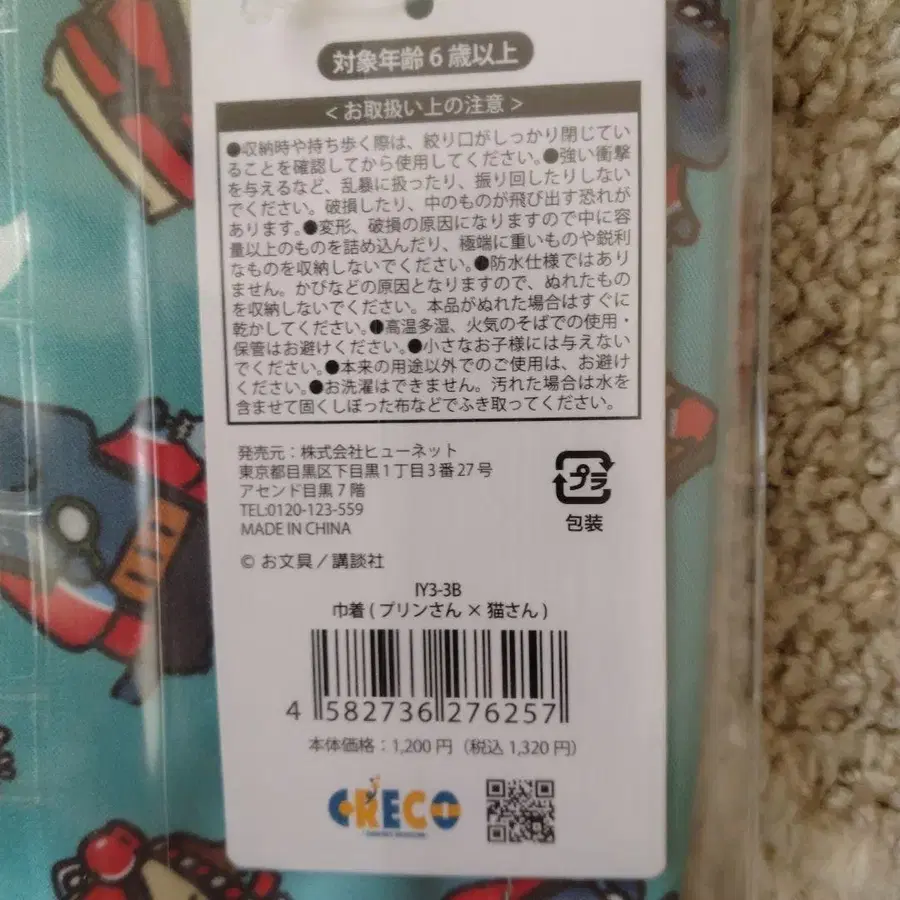 対象年齢6歳以上
<お取扱い上の注意>
●収納時や持ち歩く際は、絞り口がしっかり閉じてい
ることを確認してから使用してください。●強い衝撃
を与えるなど、乱暴に扱ったり、振り回したりしない
でください。破損したり、中のものが飛び出す恐れが
あります。●変形、破損の原因になりますので中に容
量以上のものを詰め込んだり、極端に重いものや鋭利
なものを収納しないでください。●防水仕様ではあり
ません。かびなどの原因となりますので、ぬれたもの
を収納しないでください。本品がぬれた場合はすぐに
乾かしてください。●高温多湿、火気のそばでの使用・
保管はお避けください。●小さなお子様には与えない
でください。●本来の用途以外でのご使用は、お避け
ください。●お洗濯はできません。汚れた場合は水を
含ませて固くしぼった布などでふき取ってください。
発売元：株式会社ヒューネット
東京都目黒区下目黒1丁目3番27号
アセンド目黒7階
TEL:0120-123-559
MADE IN CHINA
プラ
包装
© お文具/講談社
IY3-3B
巾着(プリンさん×猫さん)
4 582736 276257
本体価格：1,200円（税込1,320円）
CRECO